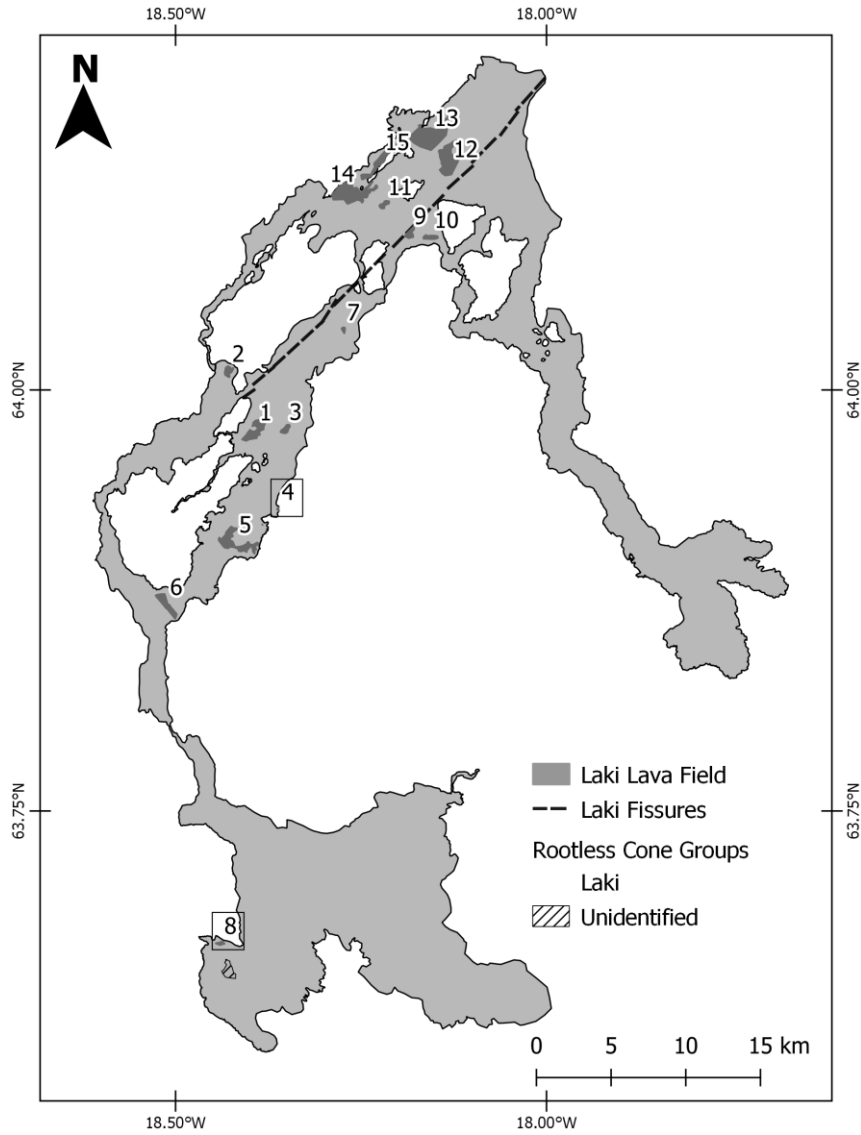 18.50°W
18.00°W
N
13
15
12
14
11
9
10
7
2
64.00°N
64.00°N
1
3
4
5
6
Laki Lava Field
Laki Fissures
63.75°N
63.75°N
Rootless Cone Groups
Laki
Unidentified
8
0
5
10
15 km
18.50°W
18.00°W